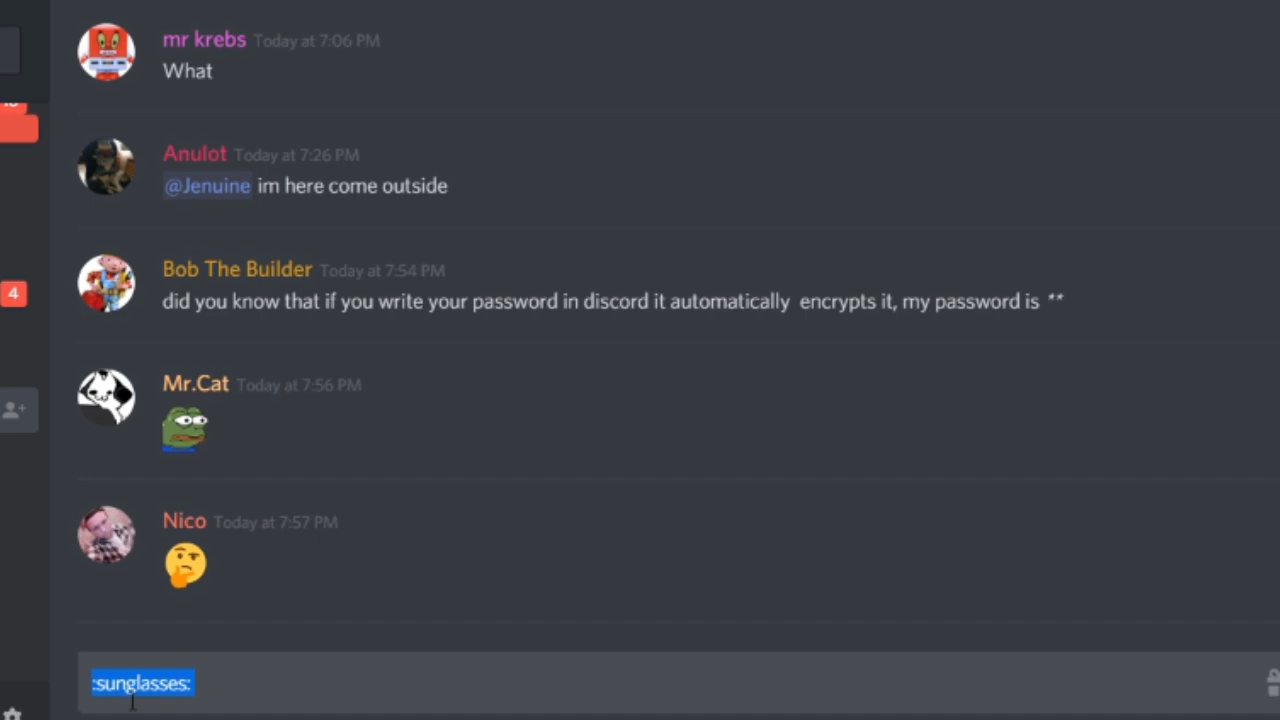 mr krebs Today at 7:06 PM
What
Anulot Today at 7:26 PM
@Jenuine im here come outside
Bob The Builder Today at 7:54 PM
did you know that if you write your password in discord it automatically  encrypts it, my password is **
4
Mr.Cat Today at 7:56 PM
Nico Today at 7:57 PM
:sunglasses: